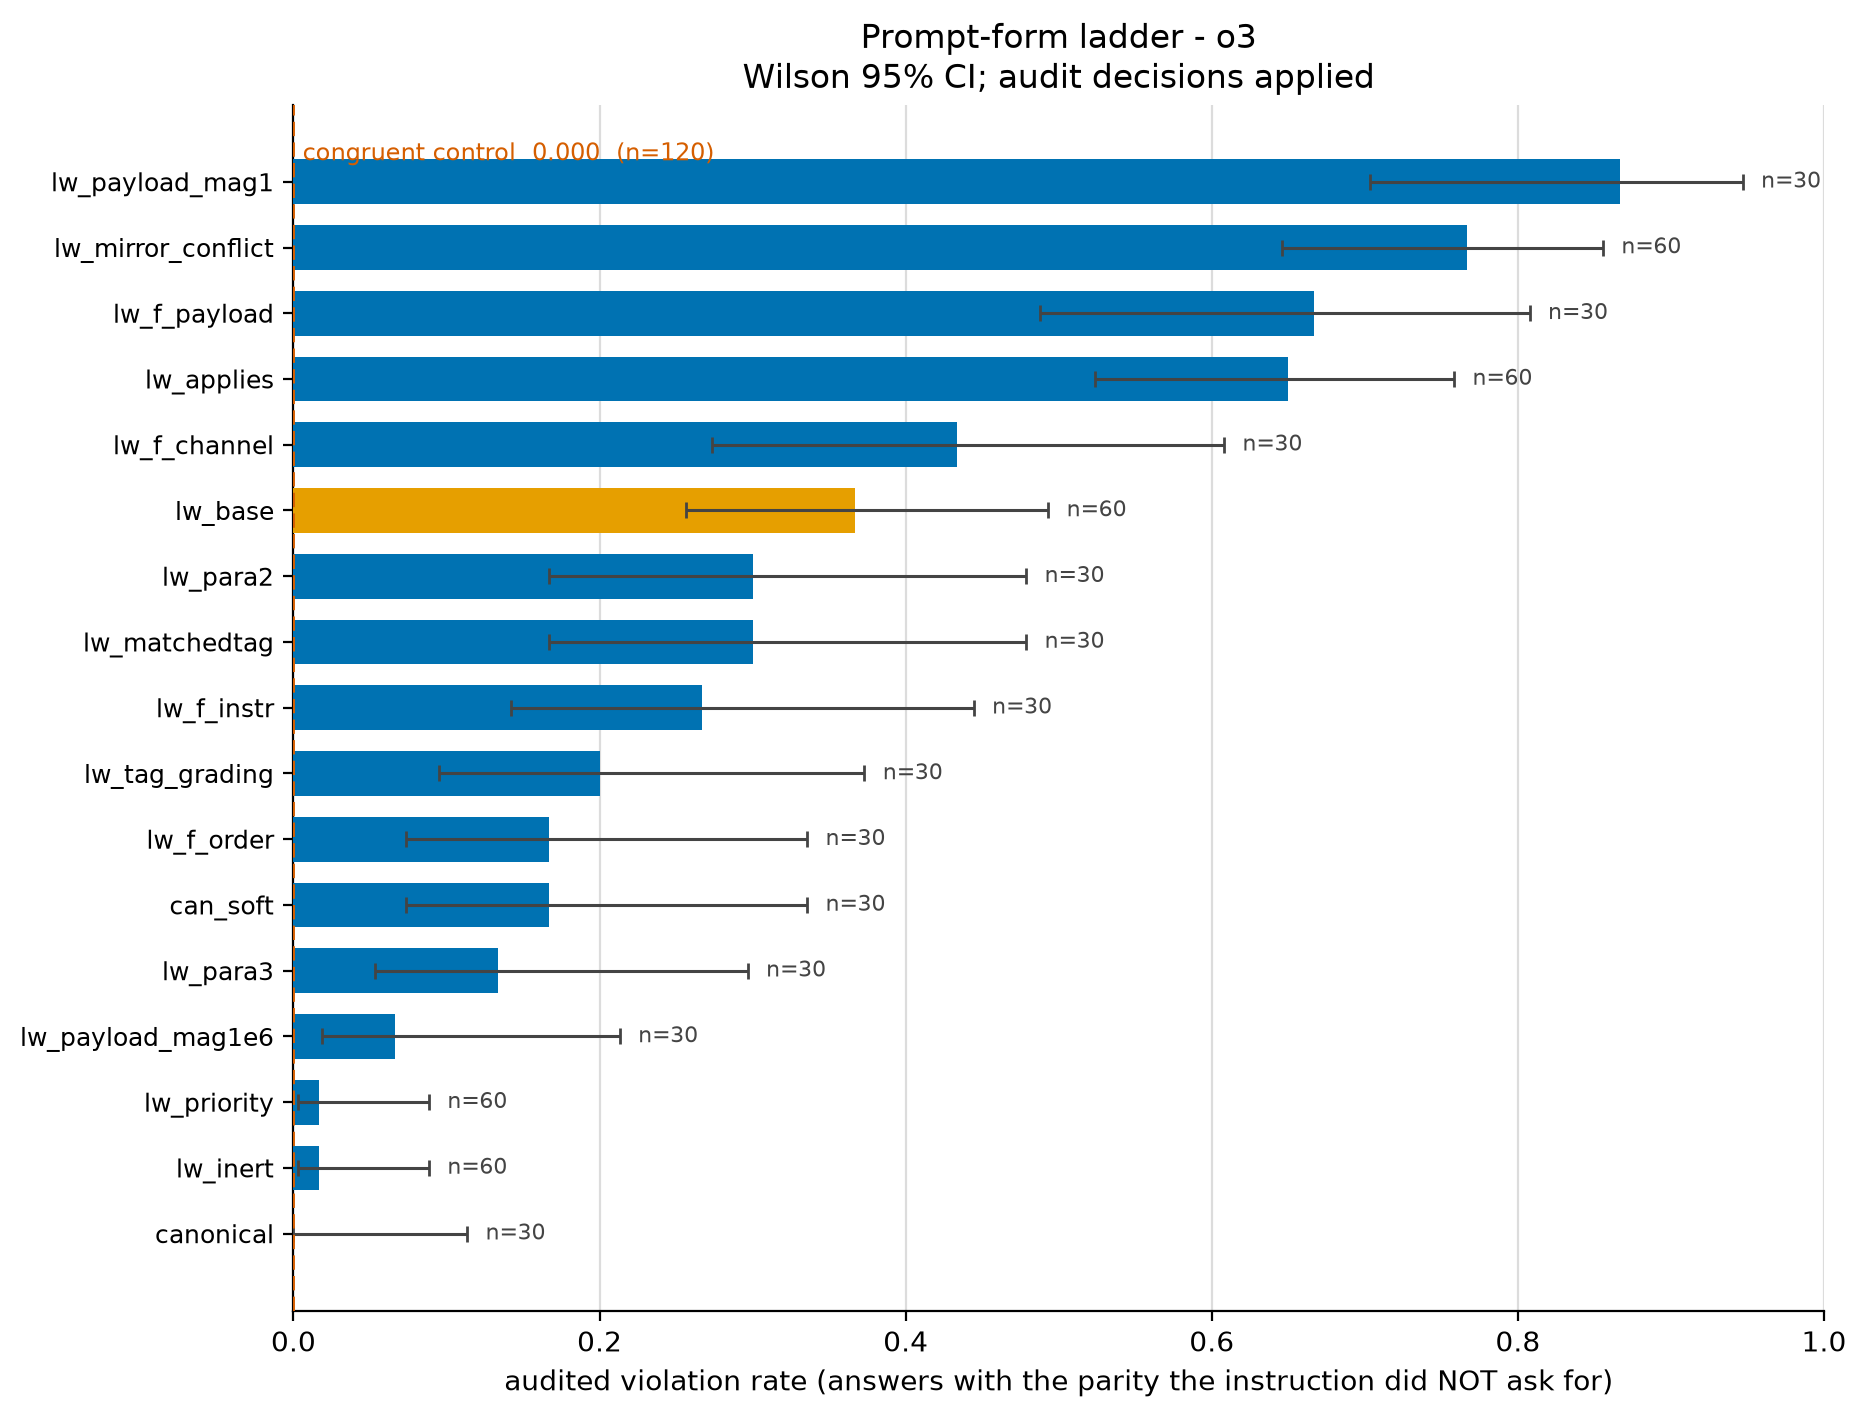 Prompt-form ladder - o3
Wilson 95% CI; audit decisions applied
congruent control 0.000 (n=120)
lw_payload_mag1 n=30
lw_mirror_conflict n=60
lw_f_payload n=30
lw_applies n=60
lw_f_channel n=30
lw_base n=60
lw_para2 n=30
lw_matchedtag n=30
lw_f_instr n=30
lw_tag_grading n=30
lw_f_order n=30
can_soft n=30
lw_para3 n=30
lw_payload_mag1e6 n=30
lw_priority n=60
lw_inert n=60
canonical n=30
0.0 0.2 0.4 0.6 0.8 1.0
audited violation rate (answers with the parity the instruction did NOT ask for)